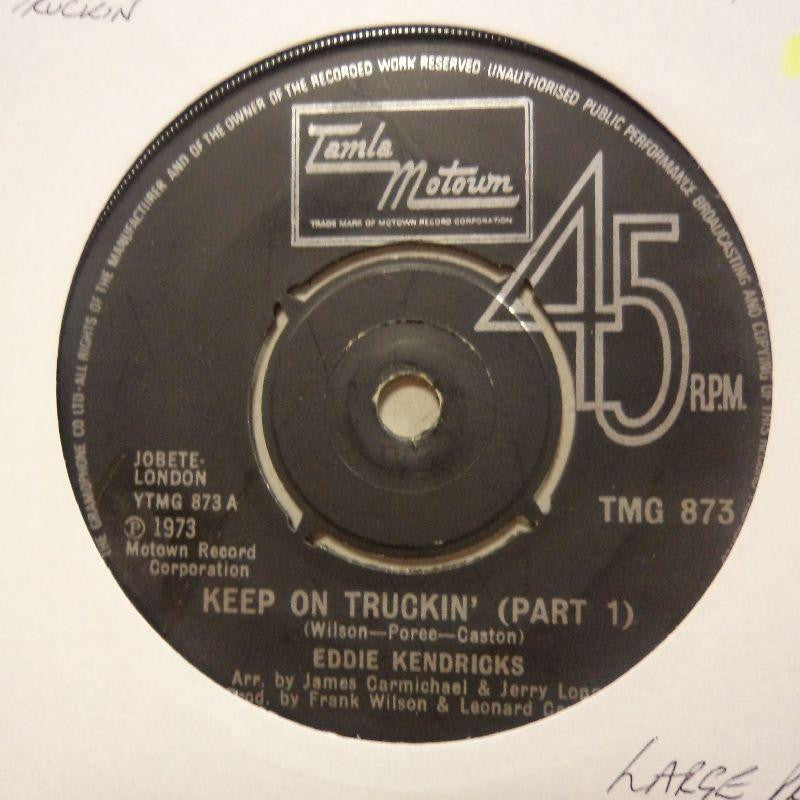 TRUCKIN
THE GRAMOPHONE CO LTD·ALL RIGHTS OF THE MANUFACTURER AND OF THE OWNER OF THE RECORDED WORK RESERVED·UNAUTHORISED PUBLIC PERFORMANCE BROADCASTING AND COPYING OF THIS
Tamla
Motown
TRADE MARK OF MOTOWN RECORD CORPORATION
45
R.P.M.
JOBETE-
LONDON
YTMG 873 A
℗ 1973
Motown Record
Corporation
TMG 873
KEEP ON TRUCKIN' (PART 1)
(Wilson—Poree—Caston)
EDDIE KENDRICKS
Arr. by James Carmichael & Jerry Long
Prod. by Frank Wilson & Leonard
LARGE